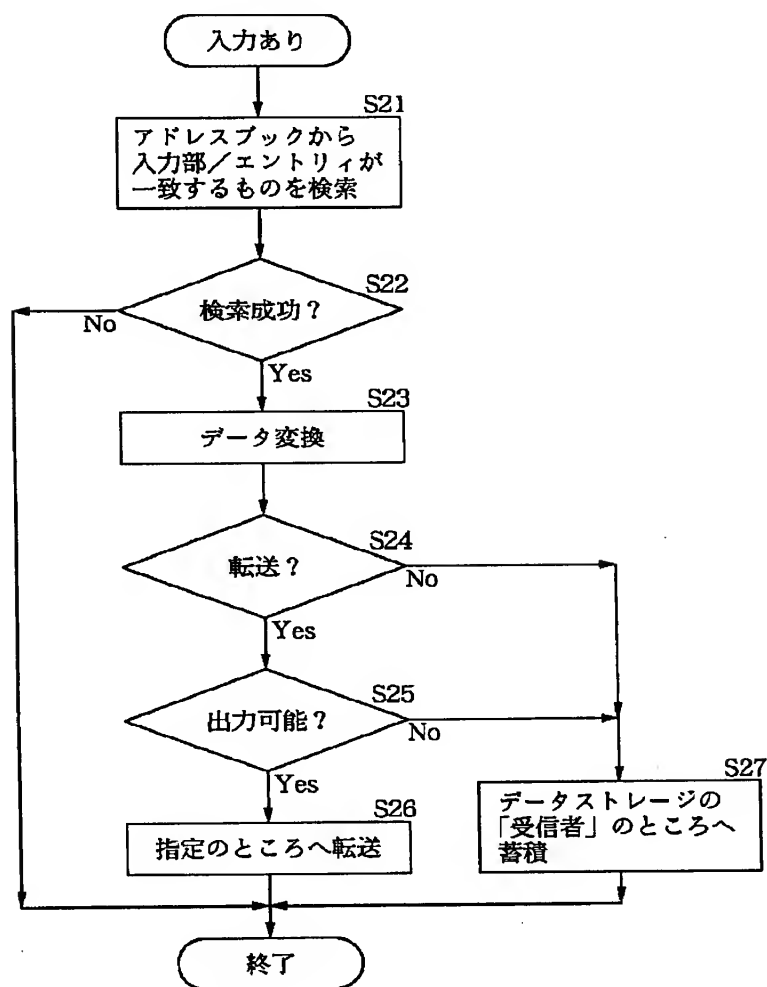 入力あり
S21
アドレスブックから
入力部／エントリィが
一致するものを検索
S22
検索成功？
No
Yes
S23
データ変換
S24
転送？
No
Yes
S25
出力可能？
No
Yes
S26
指定のところへ転送
S27
データストレージの
「受信者」のところへ
蓄積
終了